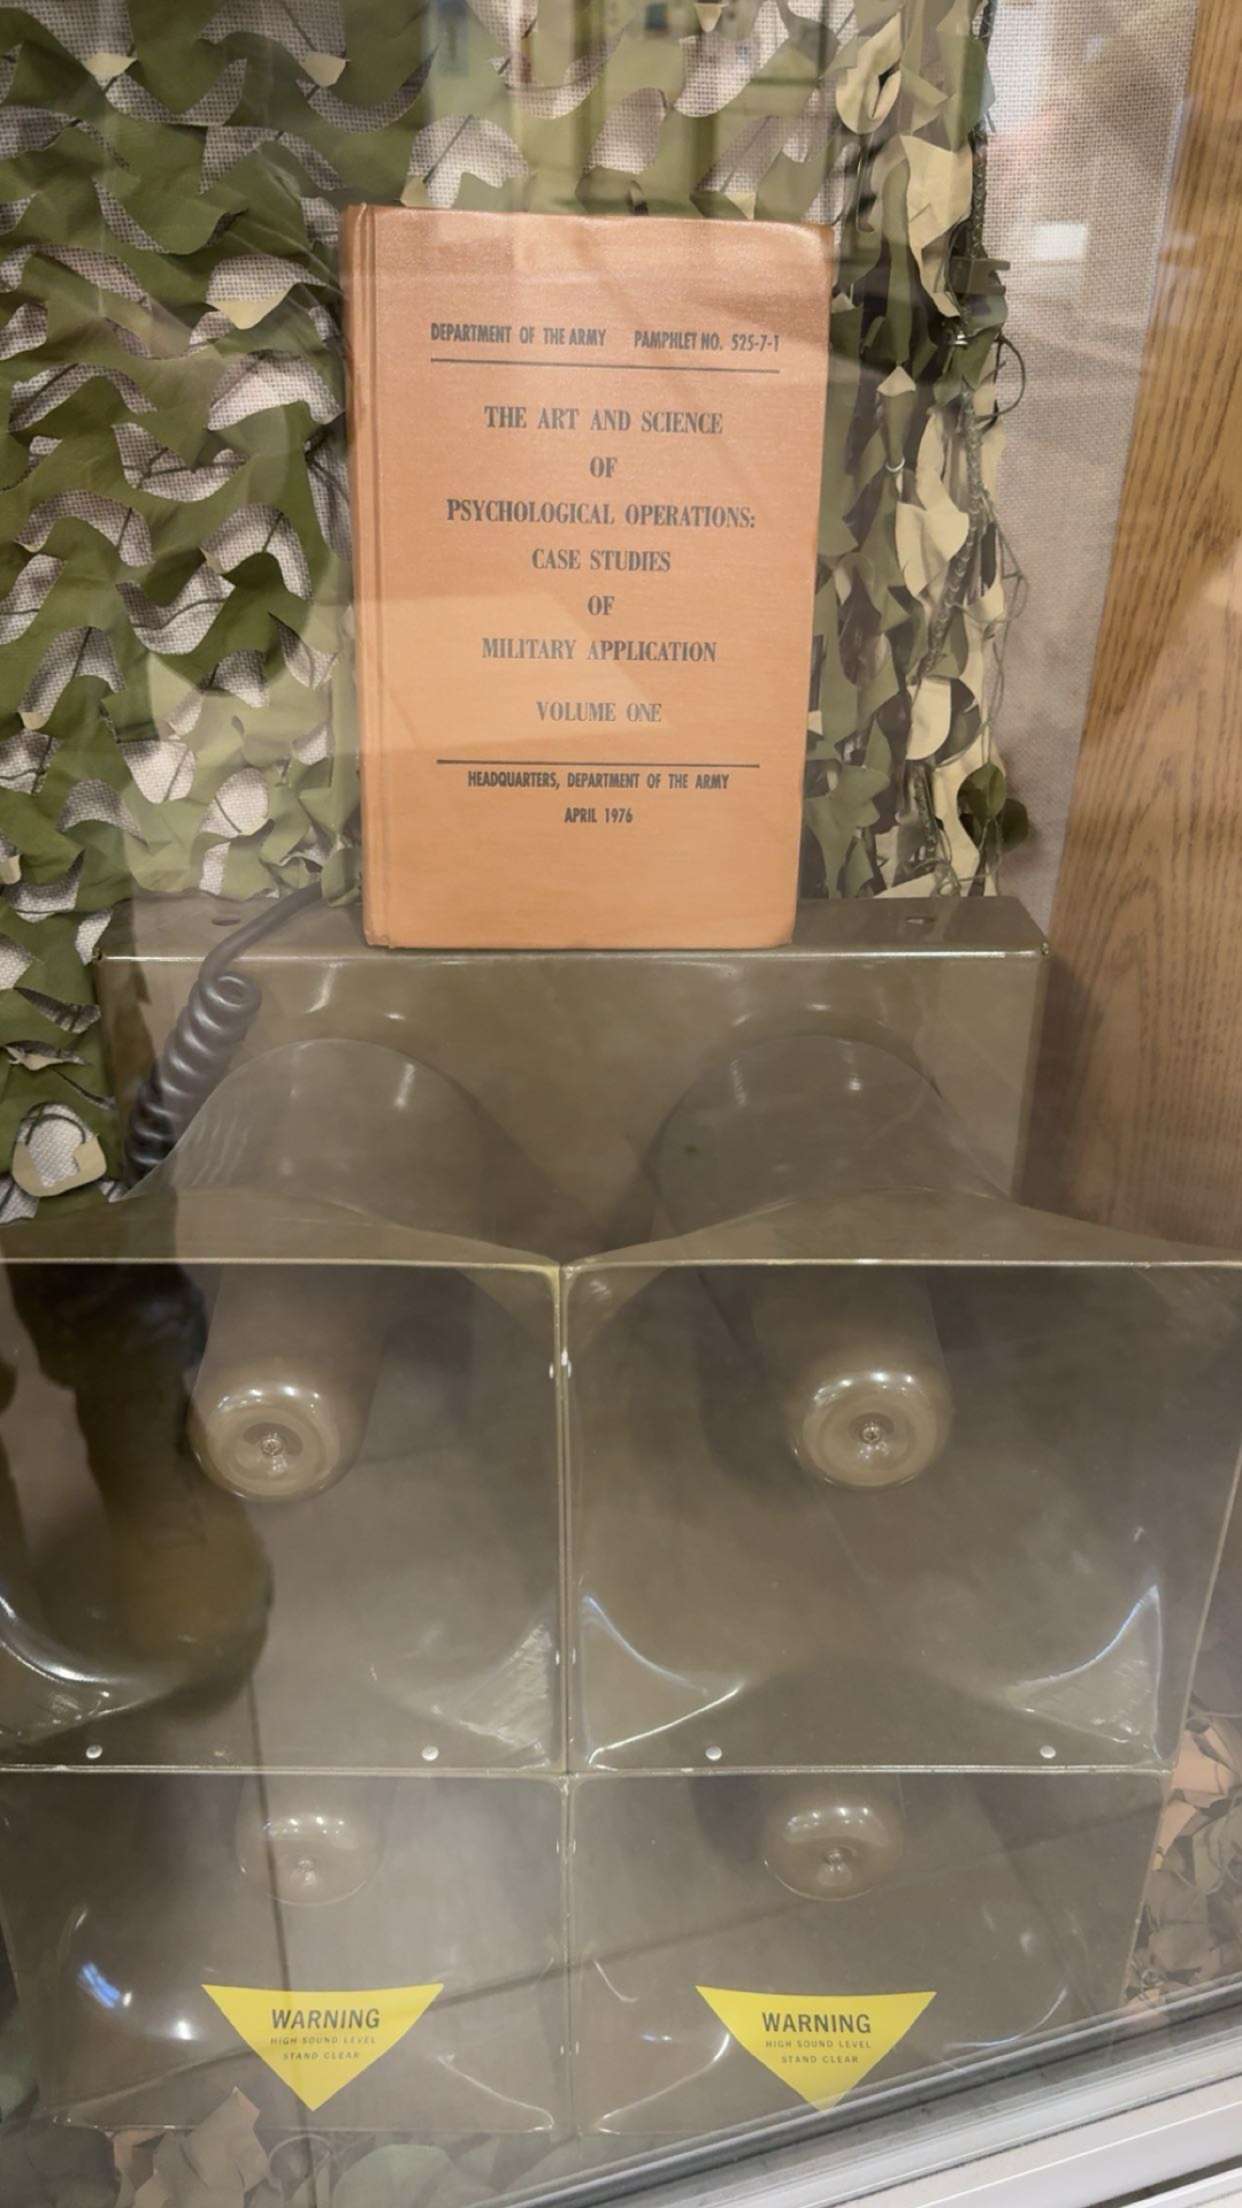 DEPARTMENT OF THE ARMY PAMPHLET NO. 525-7-1
THE ART AND SCIENCE
OF
PSYCHOLOGICAL OPERATIONS:
CASE STUDIES
OF
MILITARY APPLICATION
VOLUME ONE
HEADQUARTERS, DEPARTMENT OF THE ARMY
APRIL 1976
WARNING
HIGH SOUND LEVEL
STAND CLEAR
WARNING
HIGH SOUND LEVEL
STAND CLEAR